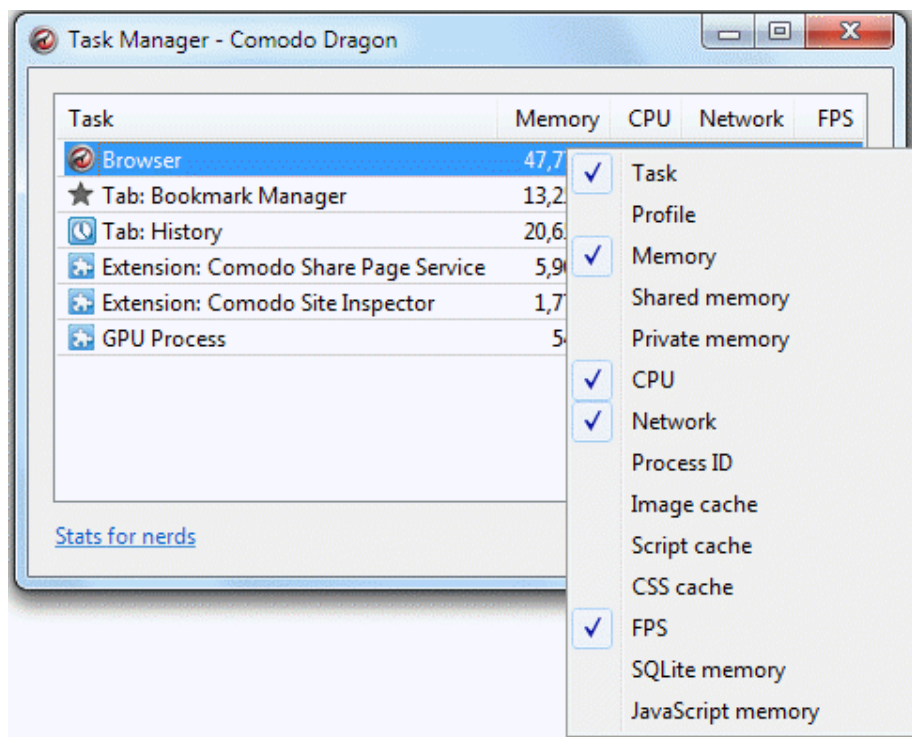 Task Manager - Comodo Dragon
Task Memory CPU Network FPS
Browser
Tab: Bookmark Manager
Tab: History
Extension: Comodo Share Page Service
Extension: Comodo Site Inspector
GPU Process
Stats for nerds
Task
Profile
Memory
Shared memory
Private memory
CPU
Network
Process ID
Image cache
Script cache
CSS cache
FPS
SQLite memory
JavaScript memory